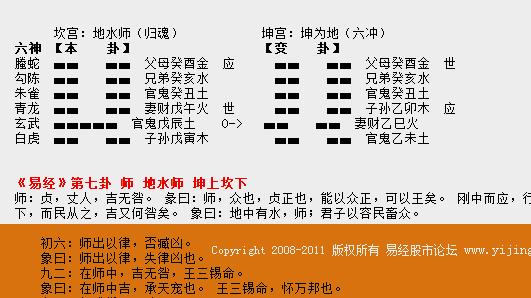 坎宫：地水师（归魂） 坤宫：坤为地（六冲）
六神 【本 卦】 【变 卦】
螣蛇 父母癸酉金 应 父母癸酉金 世
勾陈 兄弟癸亥水 兄弟癸亥水
朱雀 官鬼癸丑土 官鬼癸丑土
青龙 妻财戊午火 世 子孙乙卯木 应
玄武 官鬼戊辰土 O-> 妻财乙巳火
白虎 子孙戊寅木 官鬼乙未土
《易经》第七卦 师 地水师 坤上坎下
师：贞，丈人，吉无咎。 彖曰：师，众也，贞正也，能以众正，可以王矣。 刚中而应，行
下，而民从之，吉又何咎矣。 象曰：地中有水，师；君子以容民畜众。
初六：师出以律，否臧凶。
象曰：师出以律，失律凶也。
九二：在师中，吉无咎，王三锡命。
象曰：在师中吉，承天宠也。 王三锡命，怀万邦也。
Copyright 2008-2011 版权所有 易经股市论坛 www.yijing